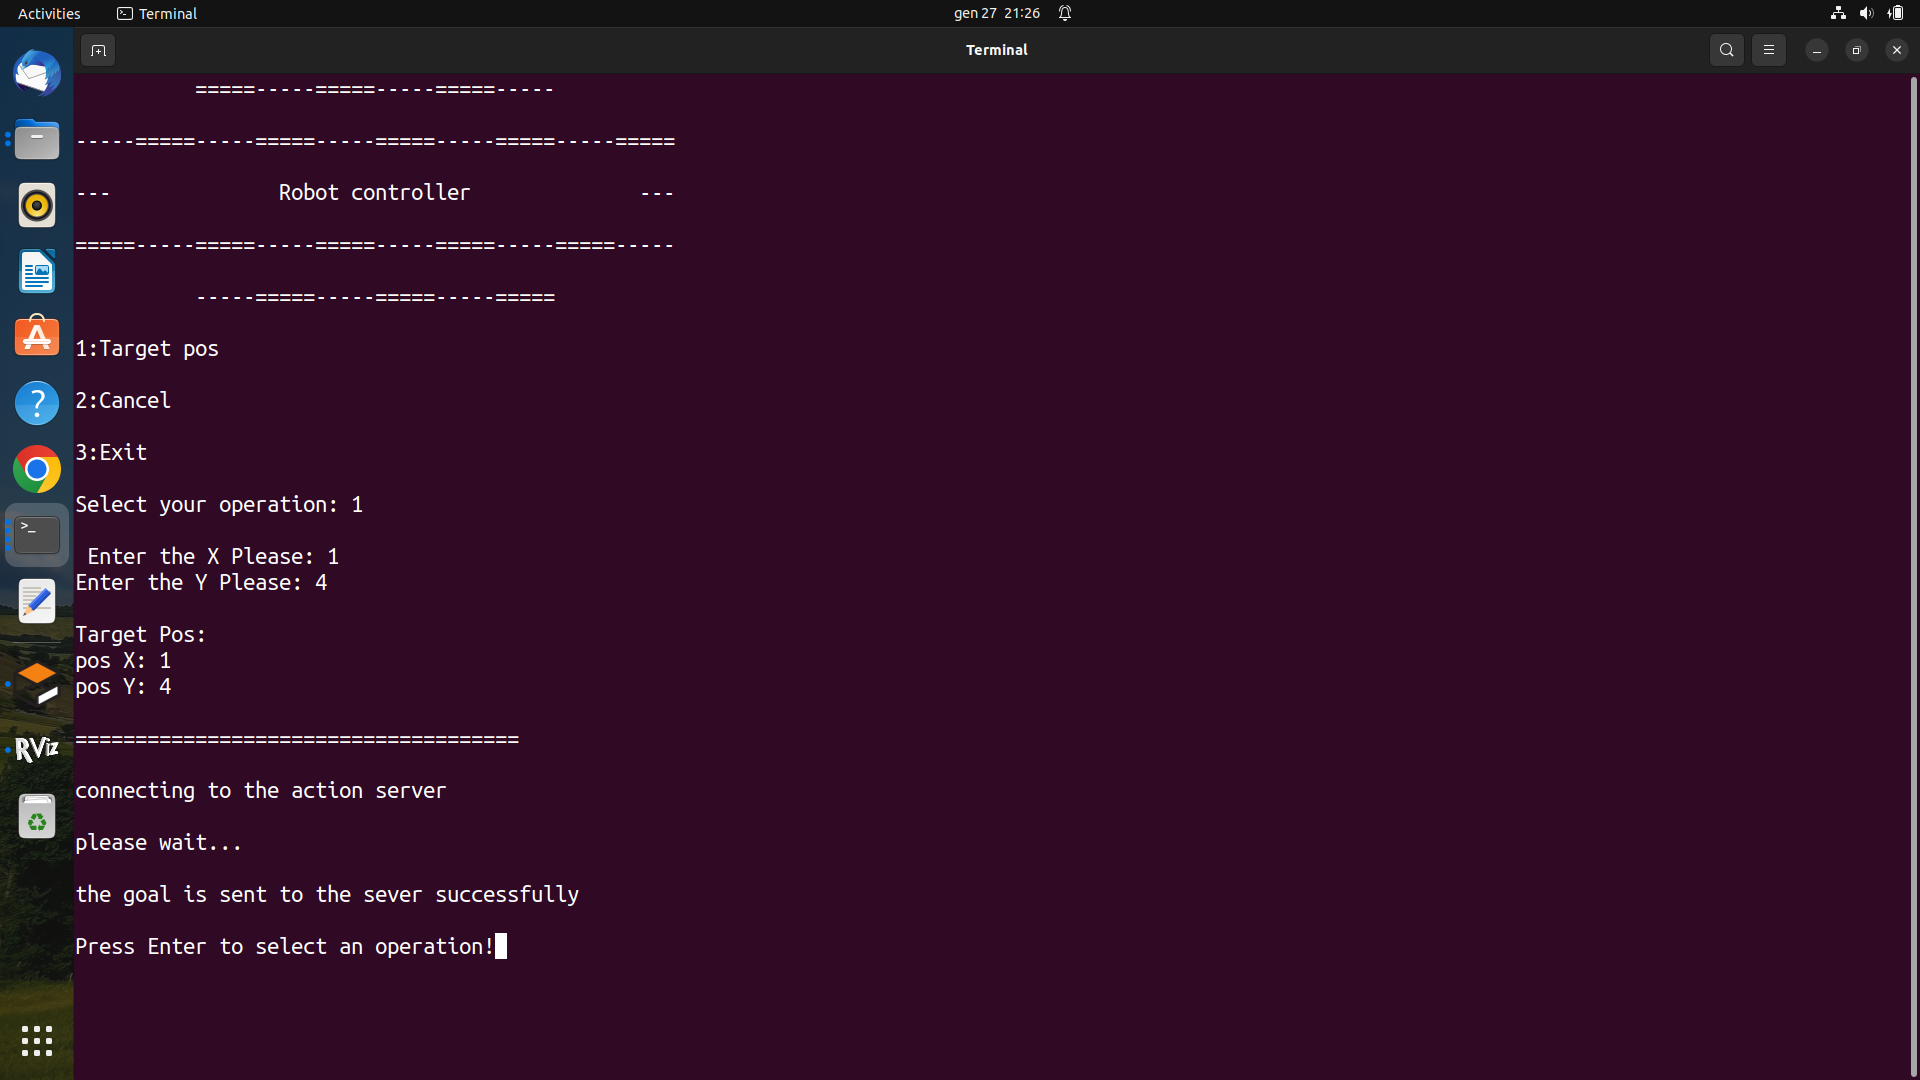 Activities Terminal gen 27 21:26
Terminal
=====-----=====-----=====-----
-----=====-----=====-----=====-----=====-----=====
--- Robot controller ---
=====-----=====-----=====-----=====-----=====-----
-----=====-----=====-----=====
1:Target pos
2:Cancel
3:Exit
Select your operation: 1
Enter the X Please: 1
Enter the Y Please: 4
Target Pos:
pos X: 1
pos Y: 4
=====================================
connecting to the action server
please wait...
the goal is sent to the sever successfully
Press Enter to select an operation!
RViz